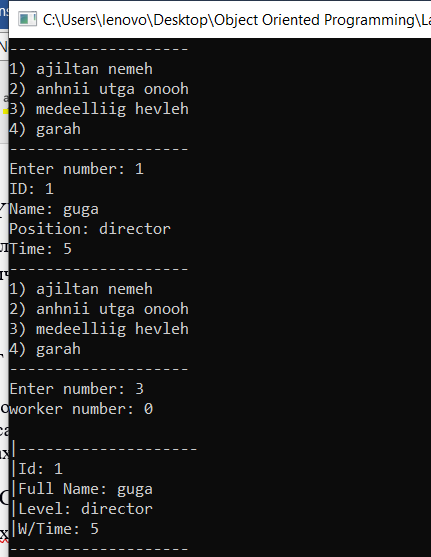 C:\Users\lenovo\Desktop\Object Oriented Programming\La
--------------------
1) ajiltan nemeh
2) anhnii utga onooh
3) medeelliig hevleh
4) garah
--------------------
Enter number: 1
ID: 1
Name: guga
Position: director
Time: 5
--------------------
1) ajiltan nemeh
2) anhnii utga onooh
3) medeelliig hevleh
4) garah
--------------------
Enter number: 3
worker number: 0
|--------------------
|Id: 1
|Full Name: guga
|Level: director
|W/Time: 5
--------------------